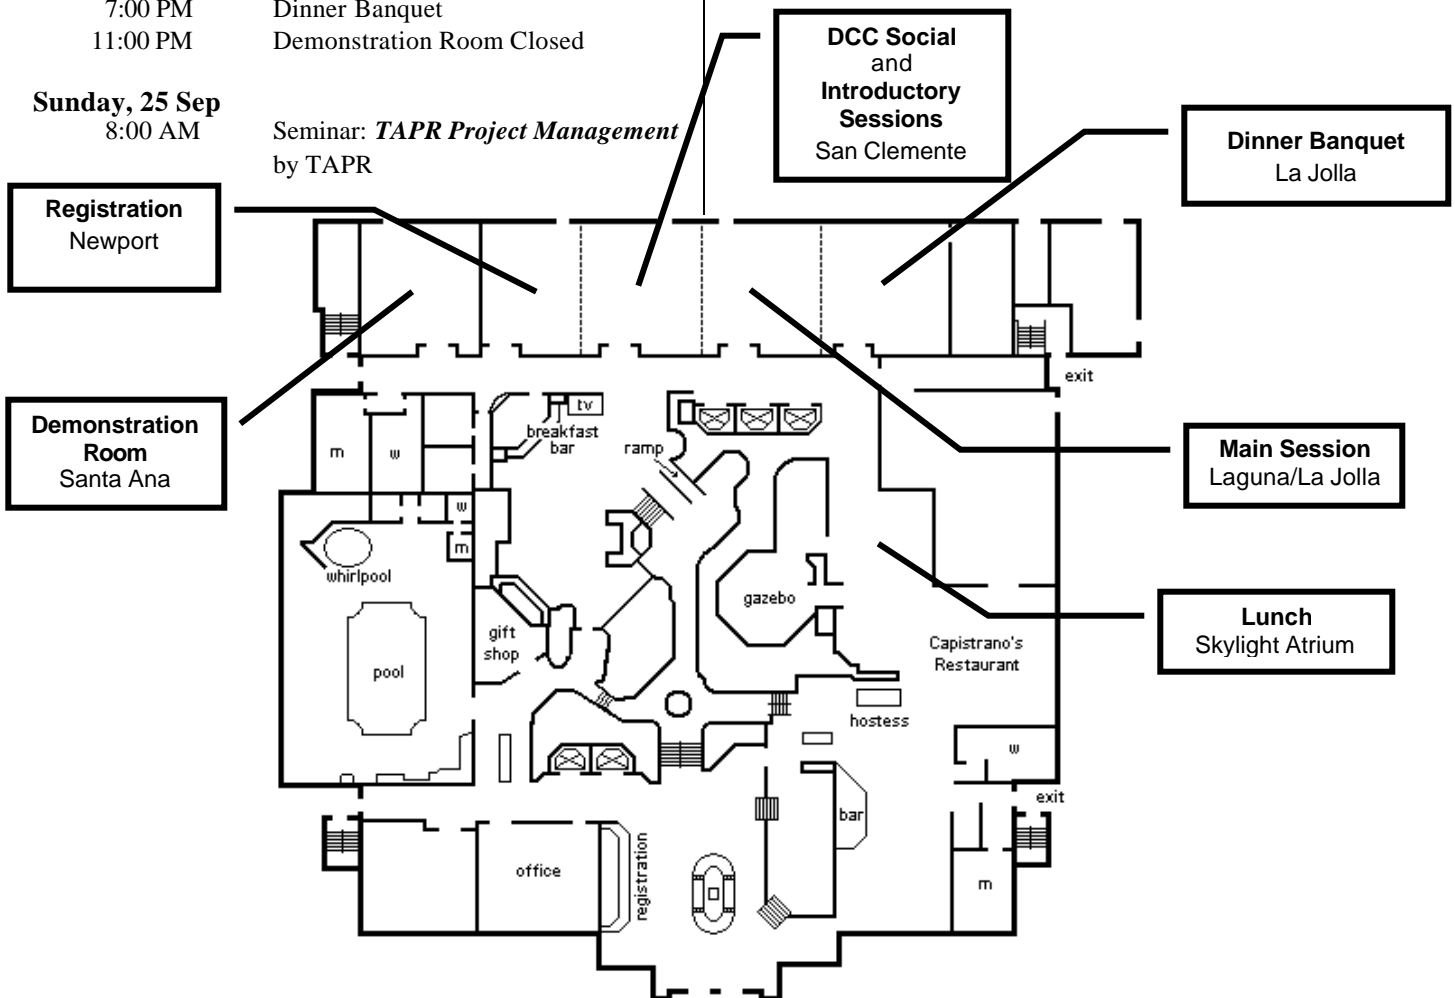 7:00 PM Dinner Banquet
11:00 PM Demonstration Room Closed
Sunday, 25 Sep
8:00 AM Seminar: TAPR Project Management
by TAPR
DCC Social
and
Introductory
Sessions
San Clemente
Dinner Banquet
La Jolla
Registration
Newport
Demonstration
Room
Santa Ana
Main Session
Laguna/La Jolla
Lunch
Skylight Atrium
exit
tv
breakfast
bar
ramp
m
w
w
m
whirlpool
pool
gift
shop
gazebo
Capistrano's
Restaurant
hostess
w
exit
bar
office
registration
m